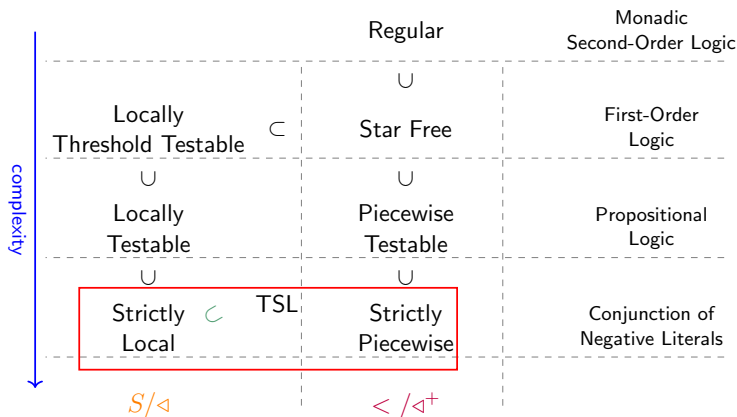 Regular
Monadic
Second-Order Logic
∪
Locally
Threshold Testable
⊂
Star Free
First-Order
Logic
∪
∪
complexity
Locally
Testable
Piecewise
Testable
Propositional
Logic
∪
∪
Strictly
Local
⊂
TSL
Strictly
Piecewise
Conjunction of
Negative Literals
S/◃
< /◃⁺